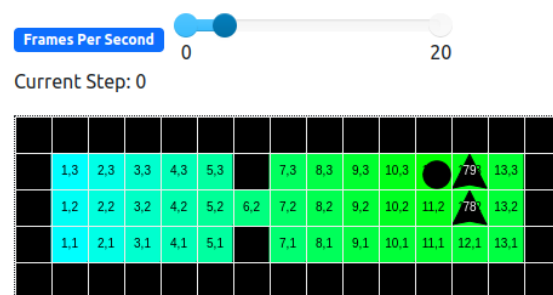 Frames Per Second
0 20
Current Step: 0
1,3 2,3 3,3 4,3 5,3 7,3 8,3 9,3 10,3 79 13,3
1,2 2,2 3,2 4,2 5,2 6,2 7,2 8,2 9,2 10,2 11,2 78 13,2
1,1 2,1 3,1 4,1 5,1 7,1 8,1 9,1 10,1 11,1 12,1 13,1